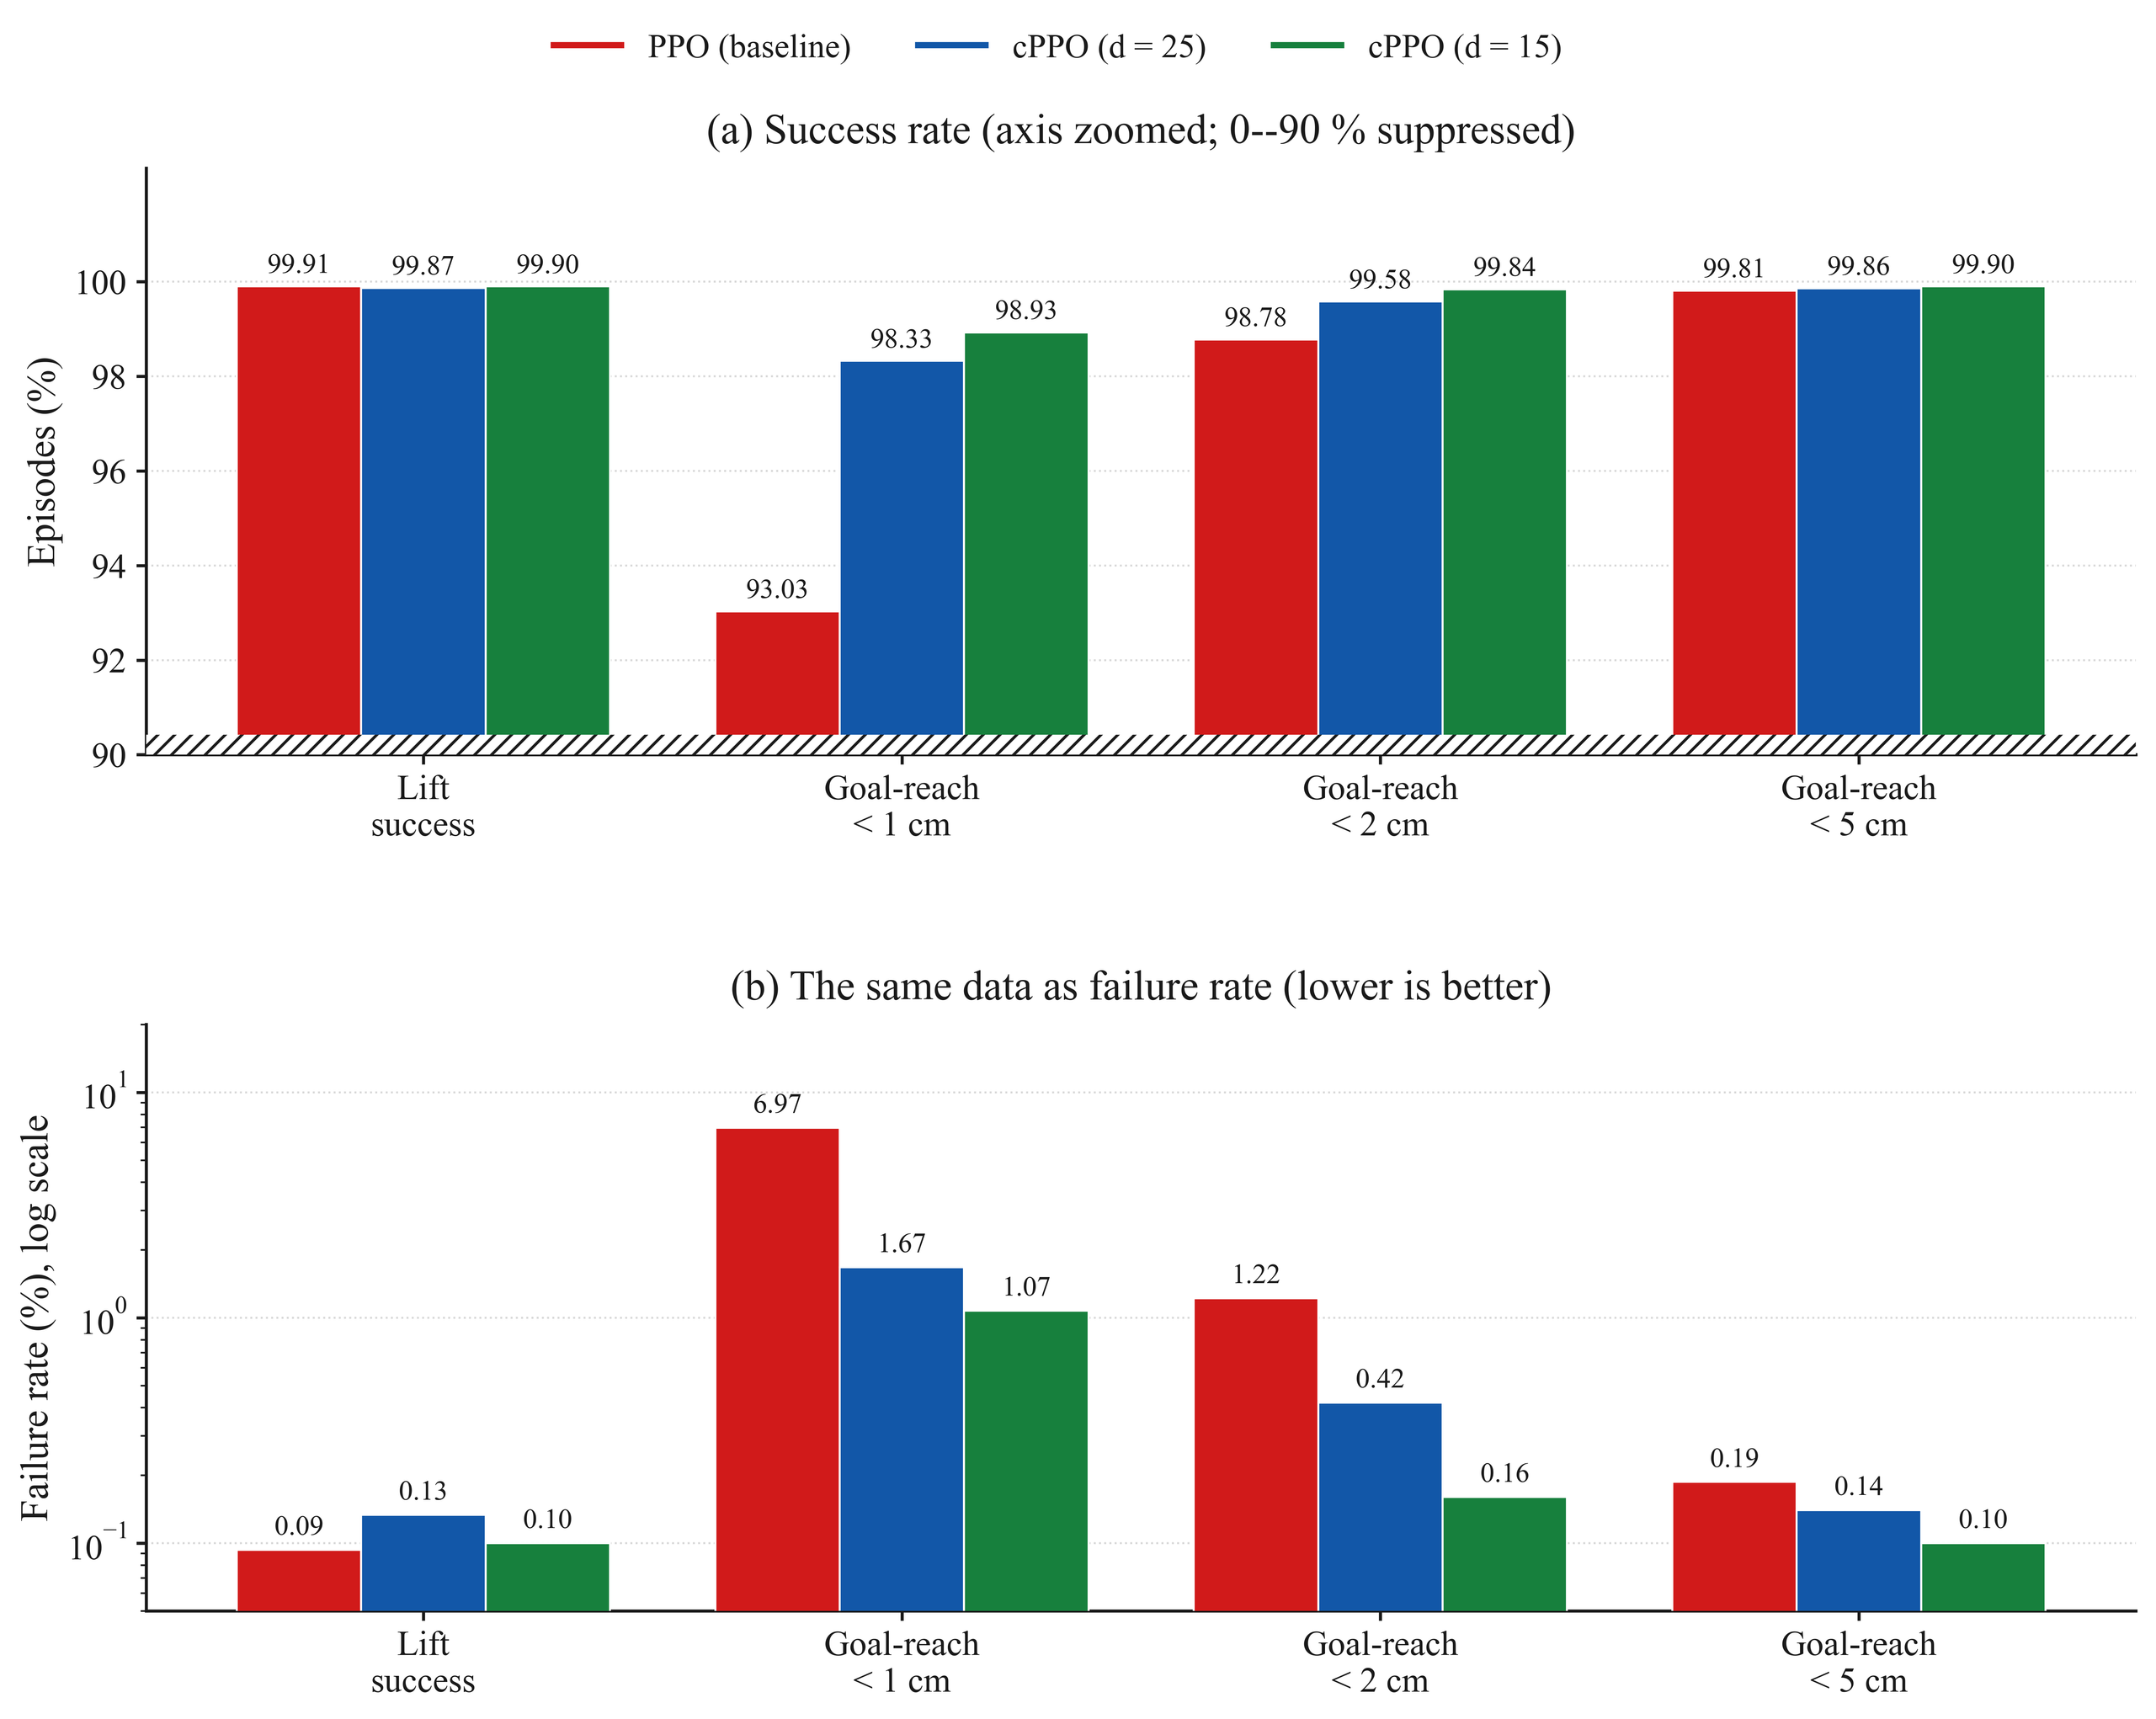 PPO (baseline) cPPO (d = 25) cPPO (d = 15)
(a) Success rate (axis zoomed; 0--90 % suppressed)
Episodes (%)
100
98
96
94
92
90
99.91 99.87 99.90
93.03 98.33 98.93
98.78 99.58 99.84
99.81 99.86 99.90
Lift
success
Goal-reach
< 1 cm
Goal-reach
< 2 cm
Goal-reach
< 5 cm
(b) The same data as failure rate (lower is better)
Failure rate (%), log scale
10¹
10⁰
10⁻¹
0.09 0.13 0.10
6.97 1.67 1.07
1.22 0.42 0.16
0.19 0.14 0.10
Lift
success
Goal-reach
< 1 cm
Goal-reach
< 2 cm
Goal-reach
< 5 cm